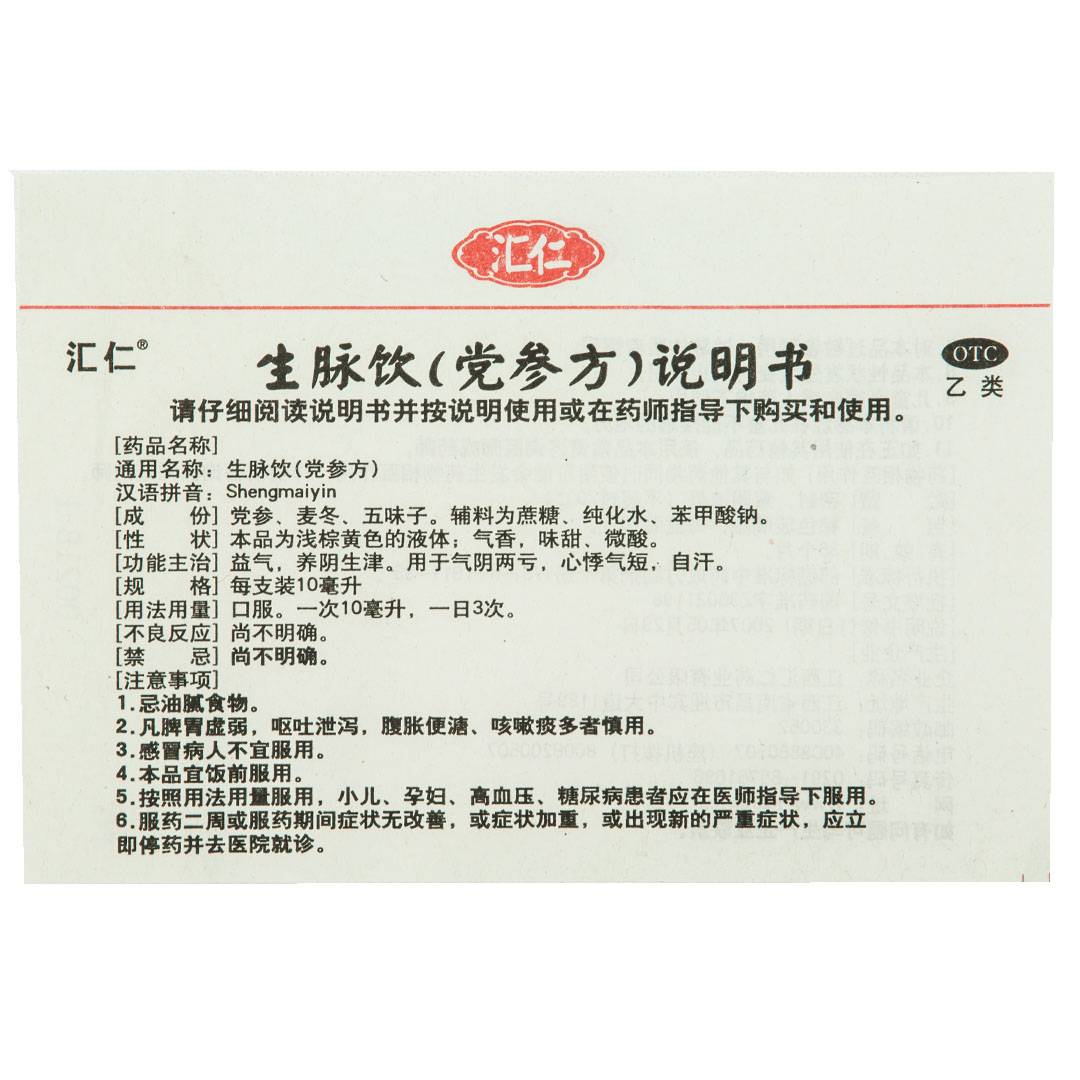 汇仁
汇仁®
生脉饮(党参方)说明书
OTC
乙类
请仔细阅读说明书并按说明使用或在药师指导下购买和使用。
[药品名称]
通用名称：生脉饮(党参方)
汉语拼音：Shengmaiyin
[成　　份] 党参、麦冬、五味子。辅料为蔗糖、纯化水、苯甲酸钠。
[性　　状] 本品为浅棕黄色的液体；气香，味甜、微酸。
[功能主治] 益气，养阴生津。用于气阴两亏，心悸气短，自汗。
[规　　格] 每支装10毫升
[用法用量] 口服。一次10毫升，一日3次。
[不良反应] 尚不明确。
[禁　　忌] 尚不明确。
[注意事项]
1.忌油腻食物。
2.凡脾胃虚弱，呕吐泄泻，腹胀便溏、咳嗽痰多者慎用。
3.感冒病人不宜服用。
4.本品宜饭前服用。
5.按照用法用量服用，小儿、孕妇、高血压、糖尿病患者应在医师指导下服用。
6.服药二周或服药期间症状无改善，或症状加重，或出现新的严重症状，应立
即停药并去医院就诊。